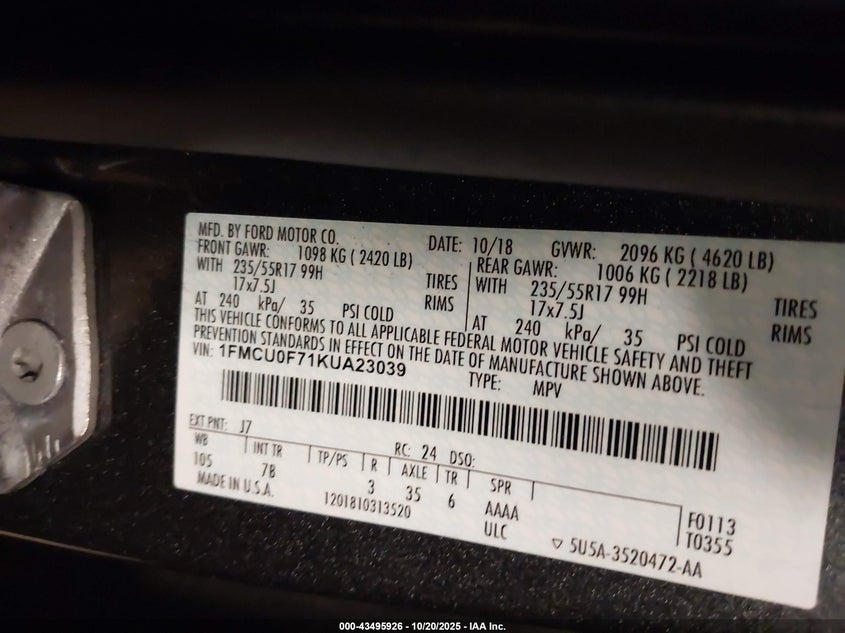 MFD. BY FORD MOTOR CO. DATE: 10/18 GVWR: 2096 KG ( 4620 LB)
FRONT GAWR: 1098 KG ( 2420 LB) REAR GAWR: 1006 KG ( 2218 LB)
WITH 235/55R17 99H TIRES WITH 235/55R17 99H TIRES
17x7.5J RIMS 17x7.5J RIMS
AT 240 kPa/ 35 PSI COLD AT 240 kPa/ 35 PSI COLD
THIS VEHICLE CONFORMS TO ALL APPLICABLE FEDERAL MOTOR VEHICLE SAFETY AND THEFT
PREVENTION STANDARDS IN EFFECT ON THE DATE OF MANUFACTURE SHOWN ABOVE.
VIN: 1FMCU0F71KUA23039 TYPE: MPV
EXT PNT: J7 RC: 24 DSO:
WB INT TR TP/PS R AXLE TR SPR
105 7B 3 35 6 AAAA F0113
MADE IN U.S.A. 1201810313520 ULC T0355
▽ 5U5A-3520472-AA
000-43495926 - 10/20/2025 - IAA Inc.